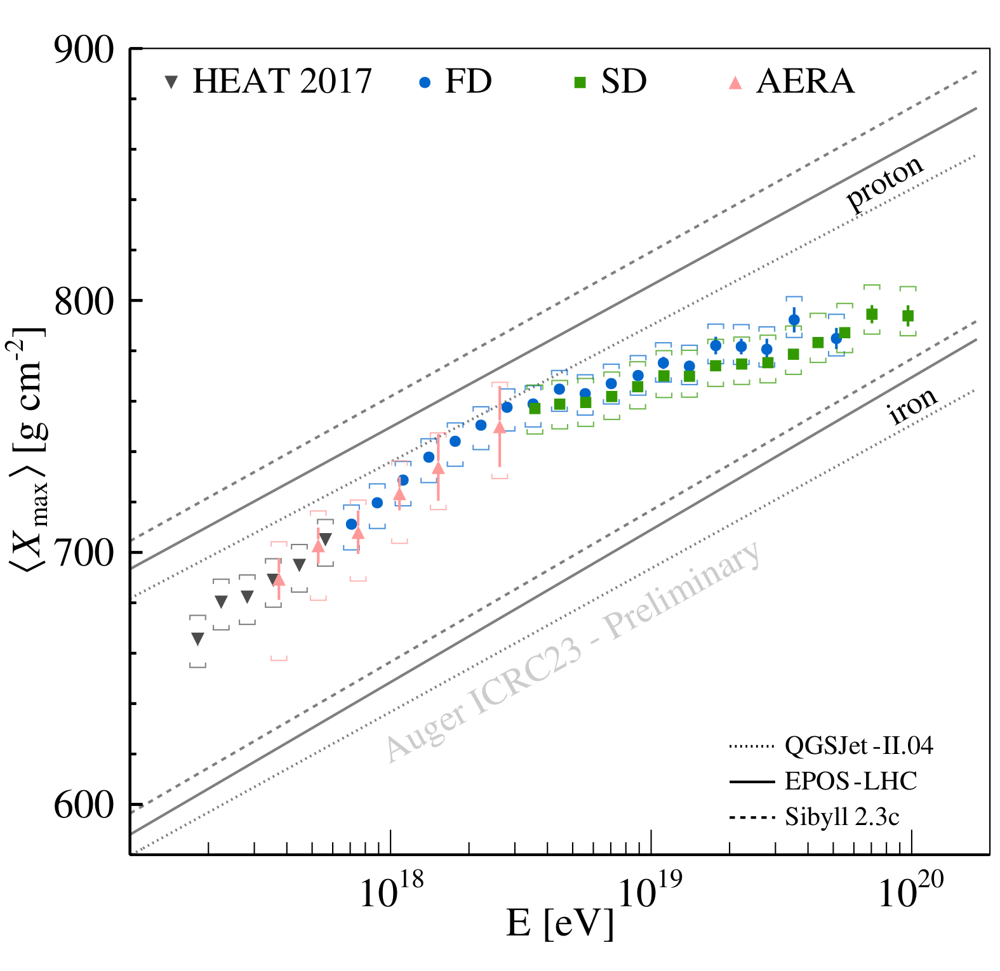 900
HEAT 2017 FD SD AERA
proton
800
⟨Xmax⟩ [g cm-2]
iron
700
Auger ICRC23 - Preliminary
QGSJet-II.04
EPOS-LHC
600
Sibyll 2.3c
10^18 10^19 10^20
E [eV]